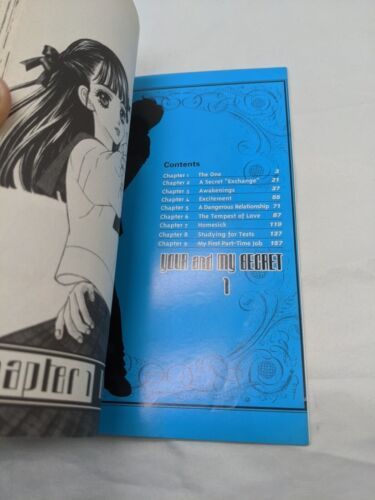 Contents
Chapter 1 The One 3
Chapter 2 A Secret "Exchange" 21
Chapter 3 Awakenings 37
Chapter 4 Excitement 55
Chapter 5 A Dangerous Relationship 71
Chapter 6 The Tempest of Love 87
Chapter 7 Homesick 119
Chapter 8 Studying for Tests 137
Chapter 9 My First Part-Time Job 157
YOUR and MY SECRET
1
hapter 1